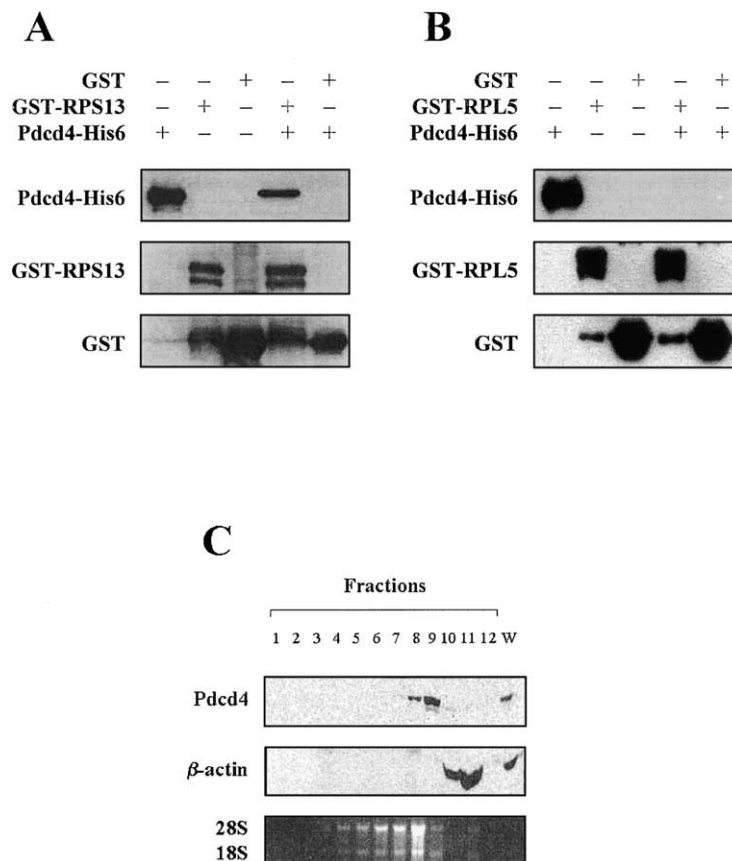 A
GST – – + – +
GST-RPS13 – + – + –
Pdcd4-His6 + – – + +
Pdcd4-His6
GST-RPS13
GST
B
GST – – + – +
GST-RPL5 – + – + –
Pdcd4-His6 + – – + +
Pdcd4-His6
GST-RPL5
GST
C
Fractions
1 2 3 4 5 6 7 8 9 10 11 12 W
Pdcd4
β-actin
28S
18S